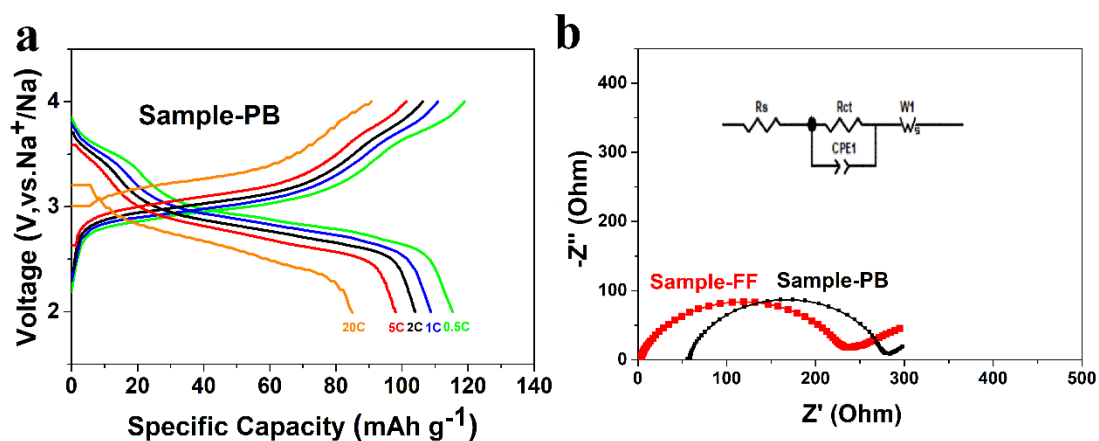 a
Sample-PB
Voltage (V,vs.Na⁺/Na)
4
3
2
20C 5C 2C 1C 0.5C
0 20 40 60 80 100 120 140
Specific Capacity (mAh g⁻¹)
b
Rs Rct W1
CPE1
s
-Z'' (Ohm)
400
300
200
100
0
Sample-FF Sample-PB
0 100 200 300 400 500
Z' (Ohm)